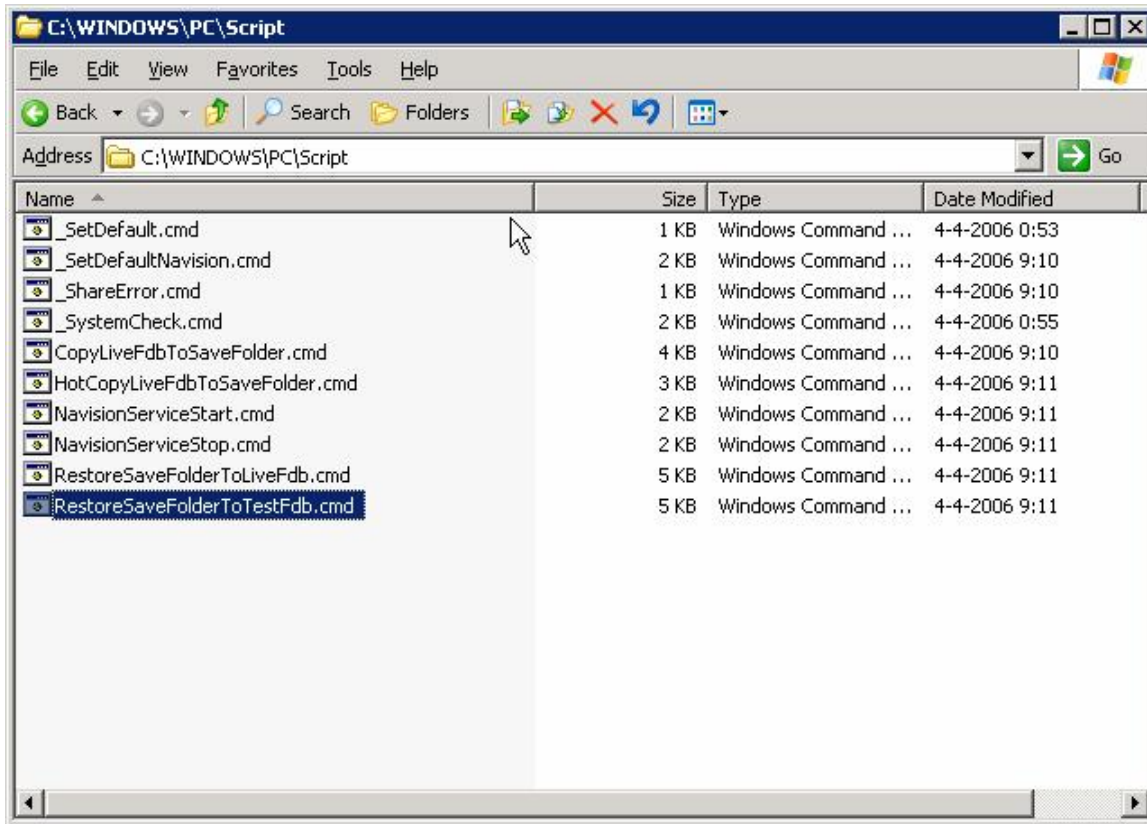 C:\WINDOWS\PC\Script
File Edit View Favorites Tools Help
Back Search Folders
Address C:\WINDOWS\PC\Script Go
Name Size Type Date Modified
_SetDefault.cmd 1 KB Windows Command ... 4-4-2006 0:53
_SetDefaultNavision.cmd 2 KB Windows Command ... 4-4-2006 9:10
_ShareError.cmd 1 KB Windows Command ... 4-4-2006 9:10
_SystemCheck.cmd 2 KB Windows Command ... 4-4-2006 0:55
CopyLiveFdbToSaveFolder.cmd 4 KB Windows Command ... 4-4-2006 9:10
HotCopyLiveFdbToSaveFolder.cmd 3 KB Windows Command ... 4-4-2006 9:11
NavisionServiceStart.cmd 2 KB Windows Command ... 4-4-2006 9:11
NavisionServiceStop.cmd 2 KB Windows Command ... 4-4-2006 9:11
RestoreSaveFolderToLiveFdb.cmd 5 KB Windows Command ... 4-4-2006 9:11
RestoreSaveFolderToTestFdb.cmd 5 KB Windows Command ... 4-4-2006 9:11